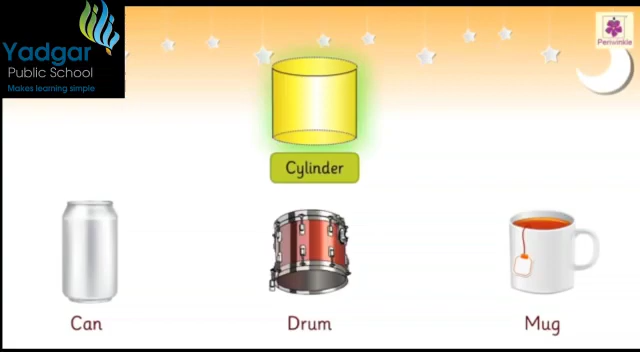 Yadgar
Public School
Makes learning simple
Periwinkle
Cylinder
Can
Drum
Mug